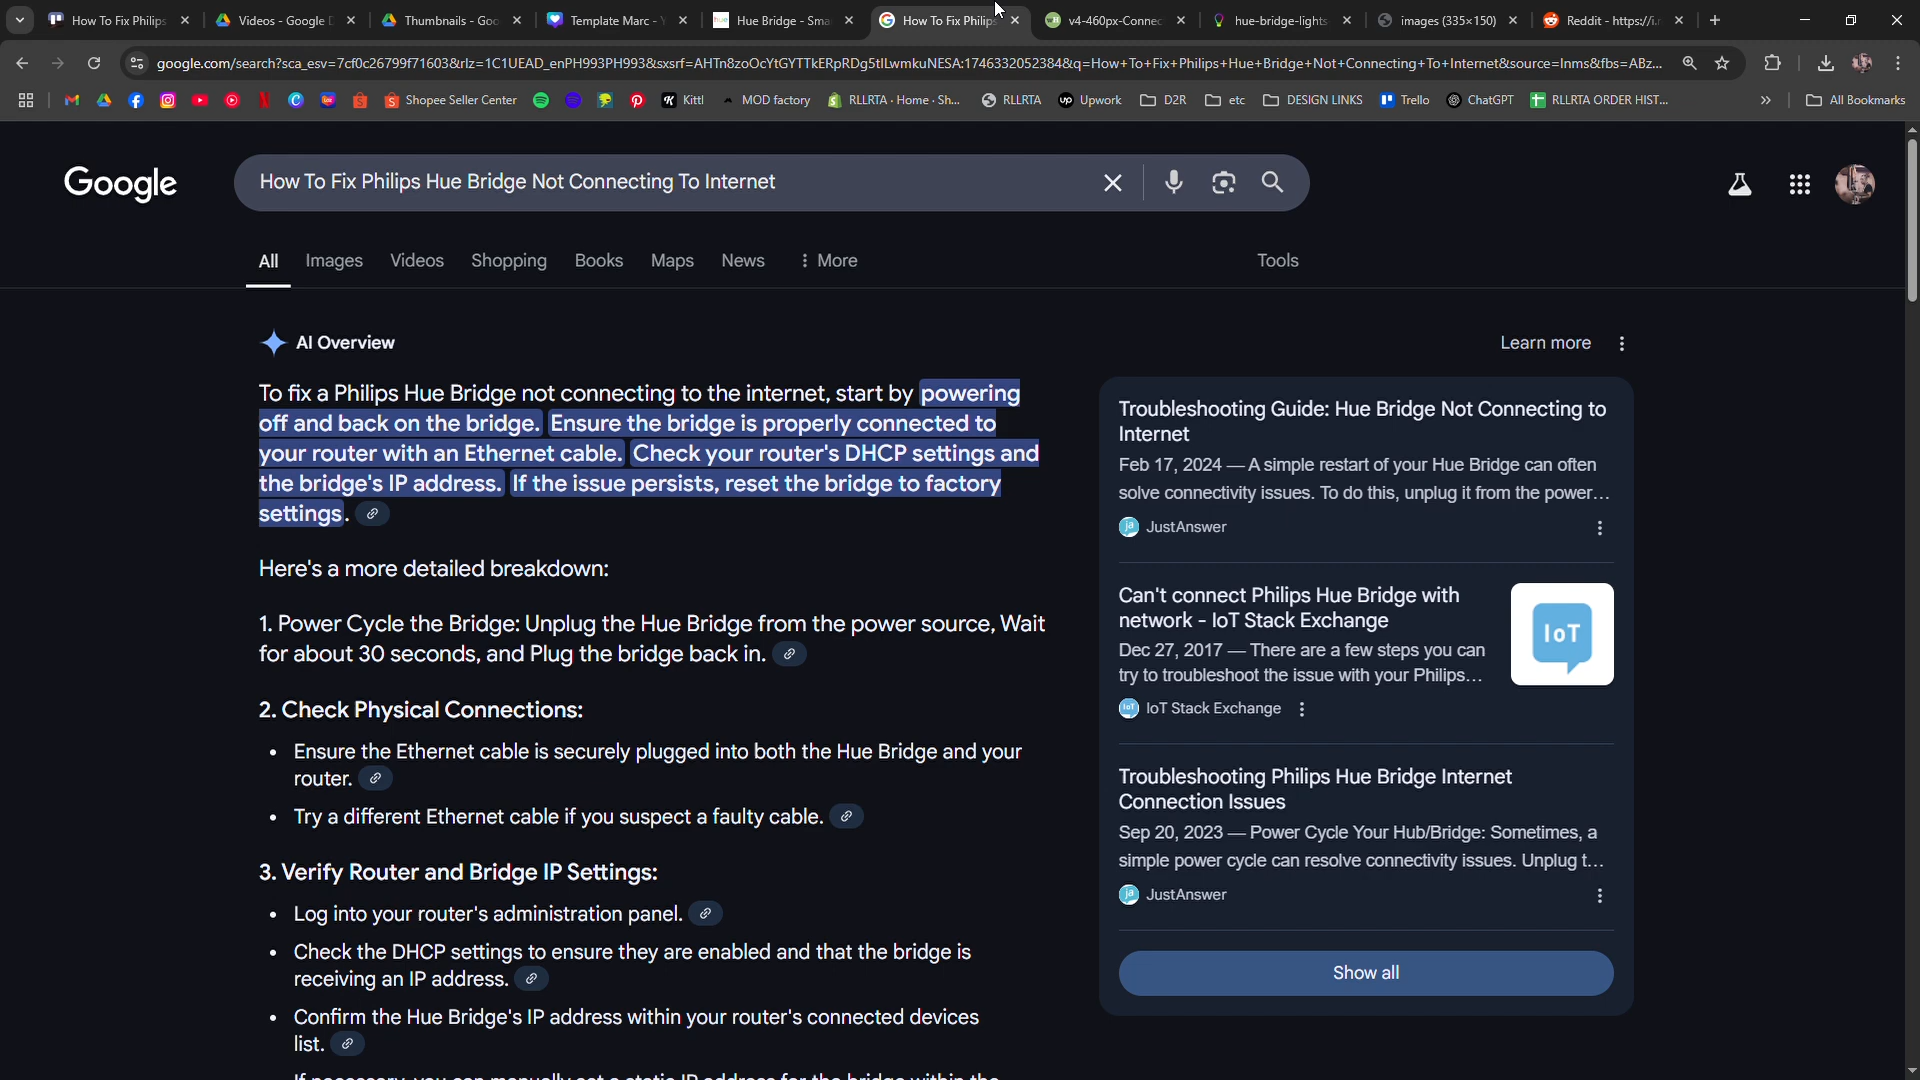 How To Fix Philips
Videos - Google D
Thumbnails - Goo
Template Marc - Y
Hue Bridge - Sma
How To Fix Philips
v4-460px-Connec
hue-bridge-lights
images (335×150)
Reddit - https://i.r
google.com/search?sca_esv=7cf0c26799f71603&rlz=1C1UEAD_enPH993PH993&sxsrf=AHTn8zoOcYtGYTTkERpRDg5tILwmkuNESA:1746332052384&q=How+To+Fix+Philips+Hue+Bridge+Not+Connecting+To+Internet&source=lnms&fbs=ABz...
Shopee Seller Center
Kittl
MOD factory
RLLRTA · Home · Sh...
RLLRTA
Upwork
D2R
etc
DESIGN LINKS
Trello
ChatGPT
RLLRTA ORDER HIST...
All Bookmarks
Google
How To Fix Philips Hue Bridge Not Connecting To Internet
All
Images
Videos
Shopping
Books
Maps
News
More
Tools
AI Overview
Learn more
To fix a Philips Hue Bridge not connecting to the internet, start by powering
off and back on the bridge. Ensure the bridge is properly connected to
your router with an Ethernet cable. Check your router's DHCP settings and
the bridge's IP address. If the issue persists, reset the bridge to factory
settings.
Here's a more detailed breakdown:
1. Power Cycle the Bridge: Unplug the Hue Bridge from the power source, Wait
for about 30 seconds, and Plug the bridge back in.
2. Check Physical Connections:
• Ensure the Ethernet cable is securely plugged into both the Hue Bridge and your
router.
• Try a different Ethernet cable if you suspect a faulty cable.
3. Verify Router and Bridge IP Settings:
• Log into your router's administration panel.
• Check the DHCP settings to ensure they are enabled and that the bridge is
receiving an IP address.
• Confirm the Hue Bridge's IP address within your router's connected devices
list.
Troubleshooting Guide: Hue Bridge Not Connecting to
Internet
Feb 17, 2024 — A simple restart of your Hue Bridge can often
solve connectivity issues. To do this, unplug it from the power...
ja JustAnswer
Can't connect Philips Hue Bridge with
network - IoT Stack Exchange
Dec 27, 2017 — There are a few steps you can
try to troubleshoot the issue with your Philips...
IoT
IoT IoT Stack Exchange
Troubleshooting Philips Hue Bridge Internet
Connection Issues
Sep 20, 2023 — Power Cycle Your Hub/Bridge: Sometimes, a
simple power cycle can resolve connectivity issues. Unplug t...
ja JustAnswer
Show all